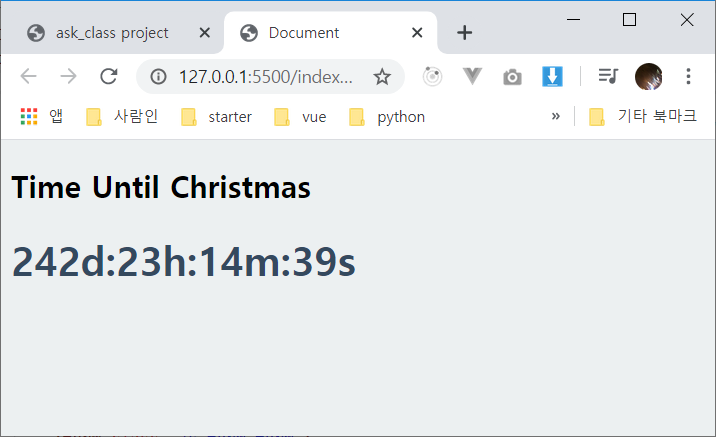 ask_class project
Document
127.0.0.1:5500/index...
앱
사람인
starter
vue
python
»
기타 북마크
Time Until Christmas
242d:23h:14m:39s